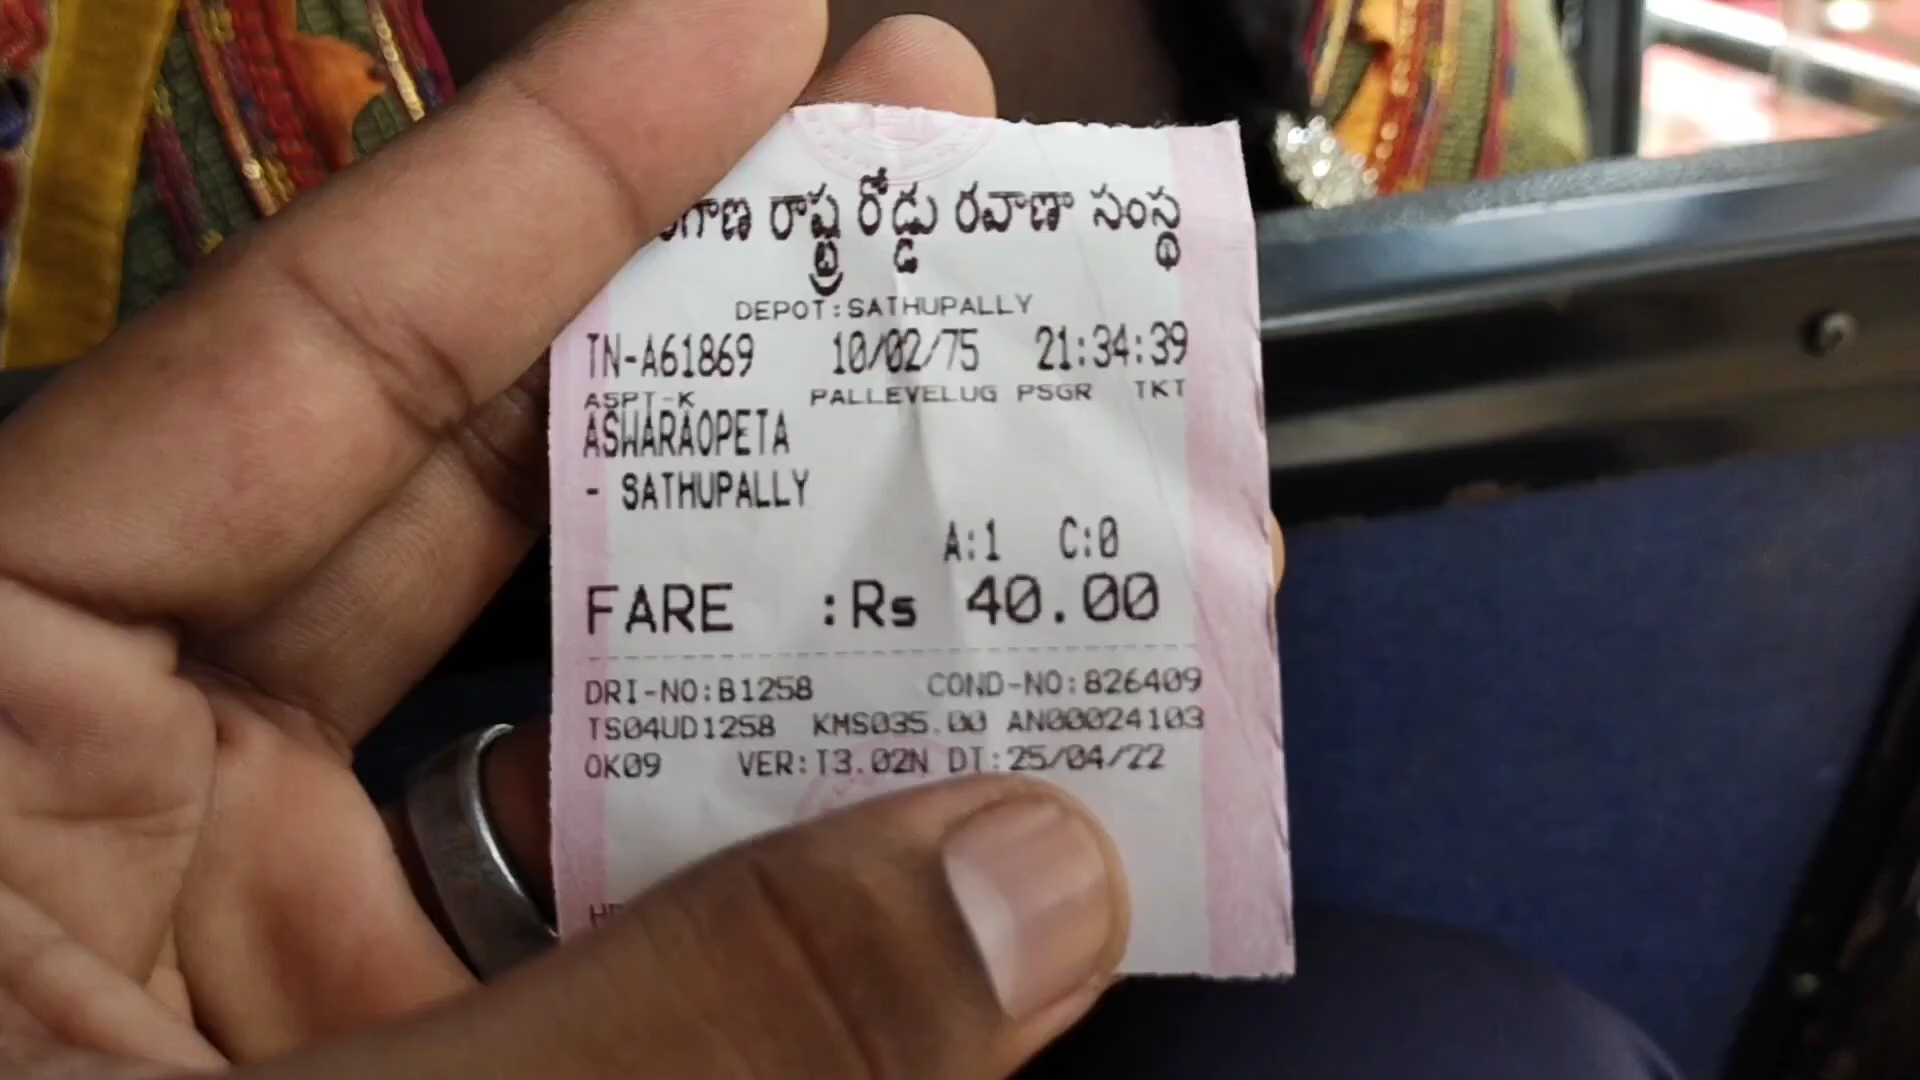 రాష్ట్ర రోడ్డు రవాణా సంస్థ
DEPOT:SATHUPALLY
TN-A61869 10/02/75 21:34:39
ASPT-K PALLEVELUG PSGR TKT
ASWARAOPETA
- SATHUPALLY
A:1 C:0
FARE :Rs 40.00
DRI-NO:B1258 COND-NO:826409
TS04UD1258 KMS035.00 AN00024103
OK09 VER:T3.02N DT:25/04/22